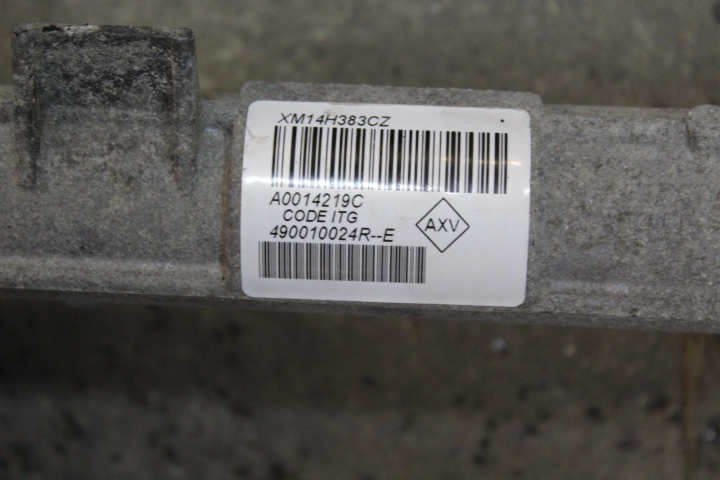 XM14H383CZ
A0014219C
CODE ITG
AXV
490010024R--E